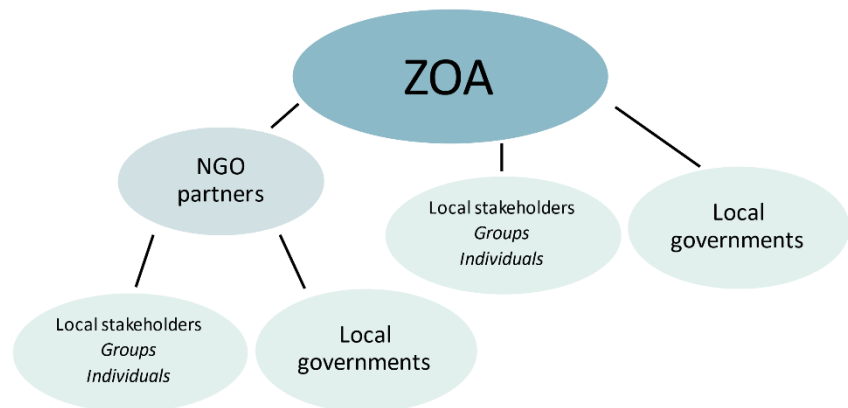 ZOA
NGO
partners
Local stakeholders
Groups
Individuals
Local
governments
Local stakeholders
Groups
Individuals
Local
governments